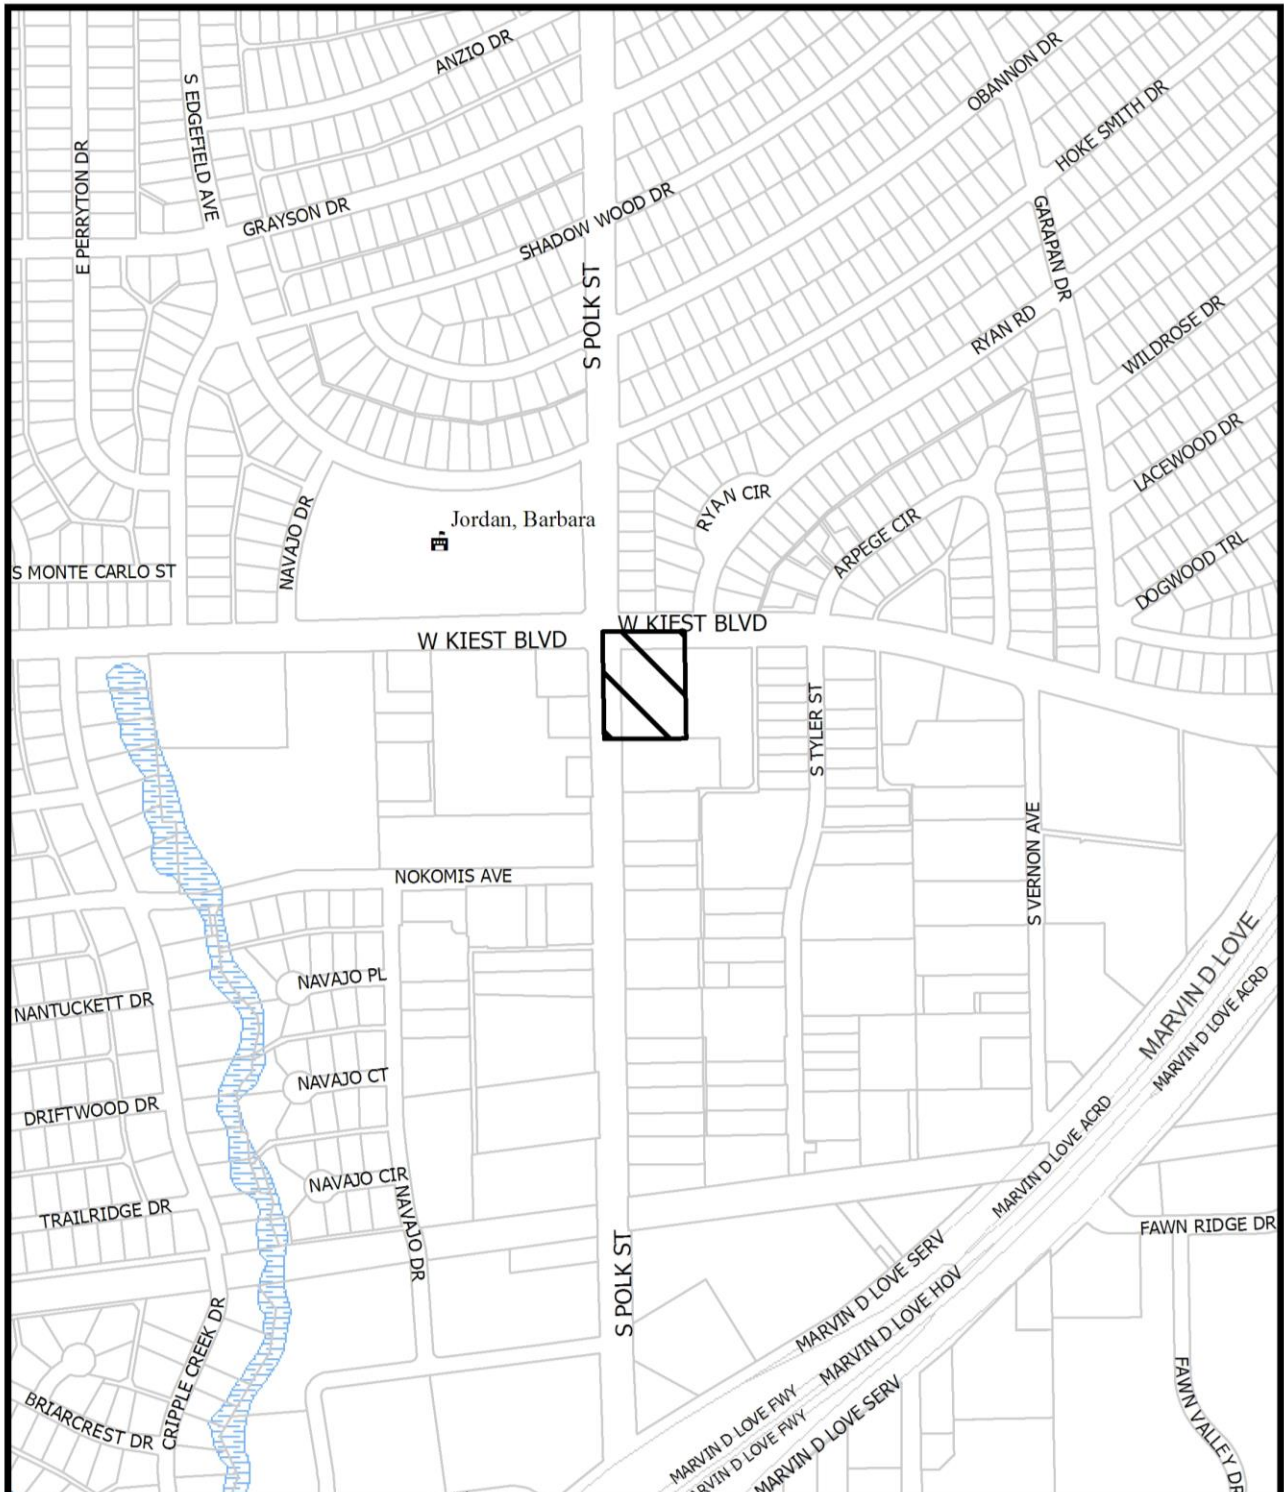 ANZIO DR
OBANNON DR
S EDGEFIELD AVE
HOKE SMITH DR
E PERRYTON DR
GRAYSON DR
SHADOW WOOD DR
GARAPAN DR
S POLK ST
RYAN RD
WILDROSE DR
LACEWOOD DR
RYAN CIR
NAVAJO DR
Jordan, Barbara
ARPEGE CIR
DOGWOOD TRL
S MONTE CARLO ST
W KIEST BLVD
W KIEST BLVD
S TYLER ST
S VERNON AVE
NOKOMIS AVE
MARVIN D LOVE
NAVAJO PL
NANTUCKETT DR
MARVIN D LOVE ACRD
NAVAJO CT
DRIFTWOOD DR
MARVIN D LOVE ACRD
NAVAJO CIR
TRAILRIDGE DR
NAVAJO DR
FAWN RIDGE DR
S POLK ST
MARVIN D LOVE SERV
MARVIN D LOVE HOV
CRIPPLE CREEK DR
BRIARCREST DR
MARVIN D LOVE FWY
MARVIN D LOVE SERV
RVIN D LOVE FWY
FAWN VALLEY DR